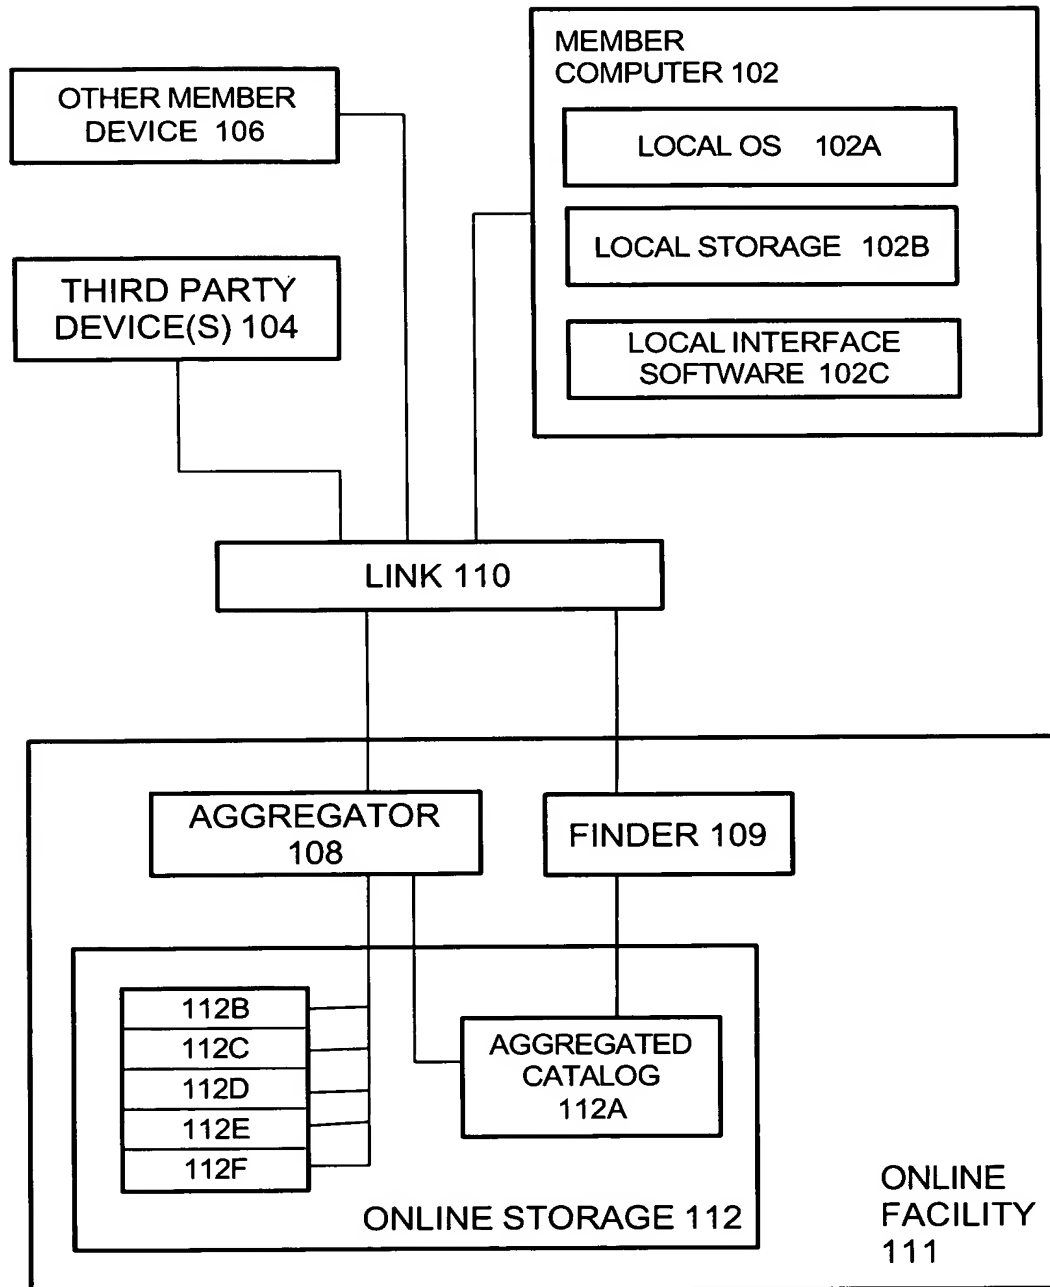 OTHER MEMBER
DEVICE 106
THIRD PARTY
DEVICE(S) 104
MEMBER
COMPUTER 102
LOCAL OS 102A
LOCAL STORAGE 102B
LOCAL INTERFACE
SOFTWARE 102C
LINK 110
AGGREGATOR
108
FINDER 109
112B
112C
112D
112E
112F
AGGREGATED
CATALOG
112A
ONLINE STORAGE 112
ONLINE
FACILITY
111